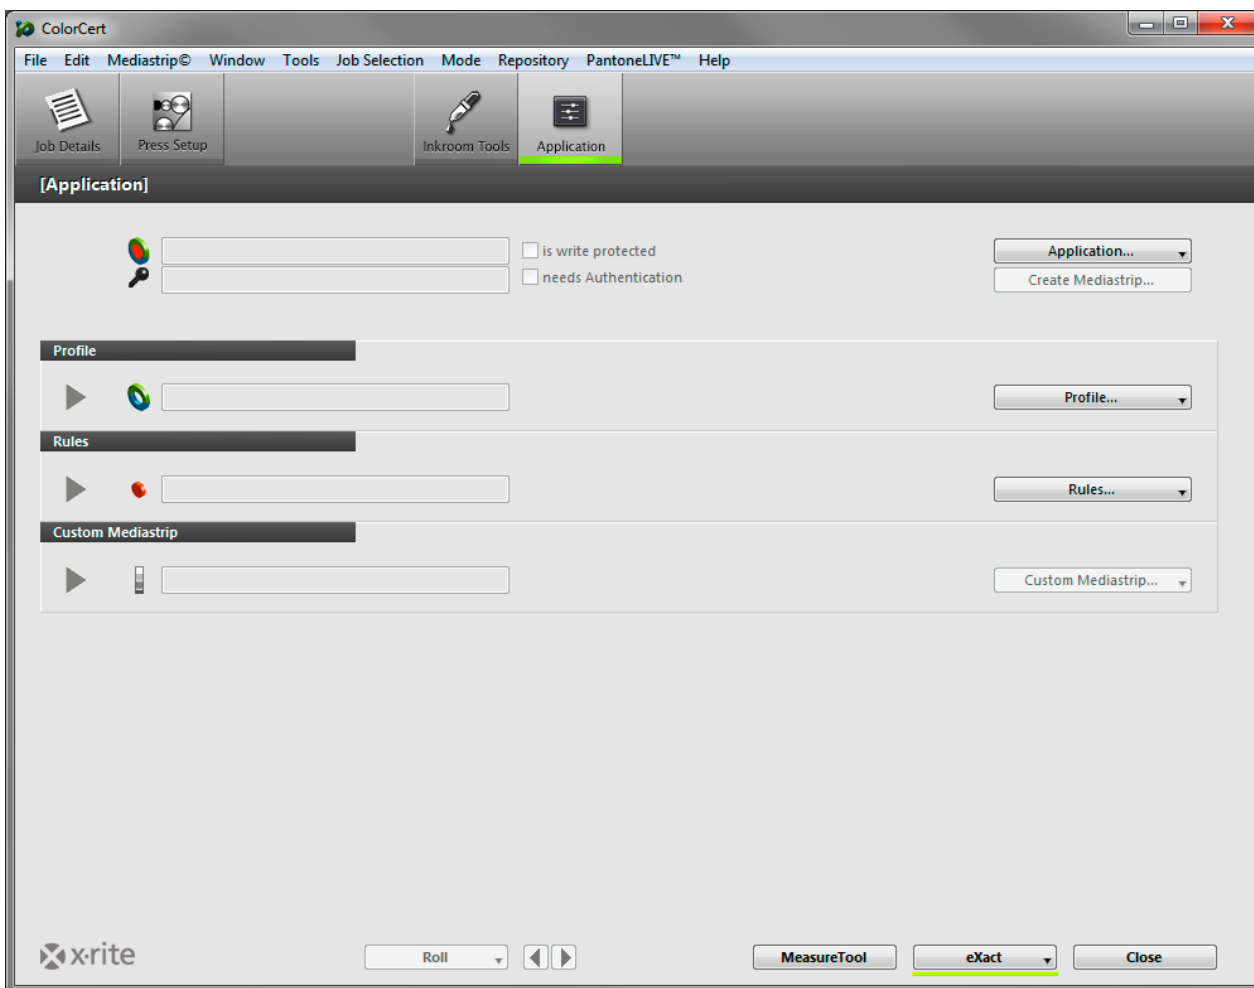 ColorCert
File Edit Mediastrip© Window Tools Job Selection Mode Repository PantoneLIVE™ Help
Job Details Press Setup Inkroom Tools Application
[Application]
is write protected Application...
needs Authentication Create Mediastrip...
Profile
Profile...
Rules
Rules...
Custom Mediastrip
Custom Mediastrip...
x·rite Roll MeasureTool eXact Close